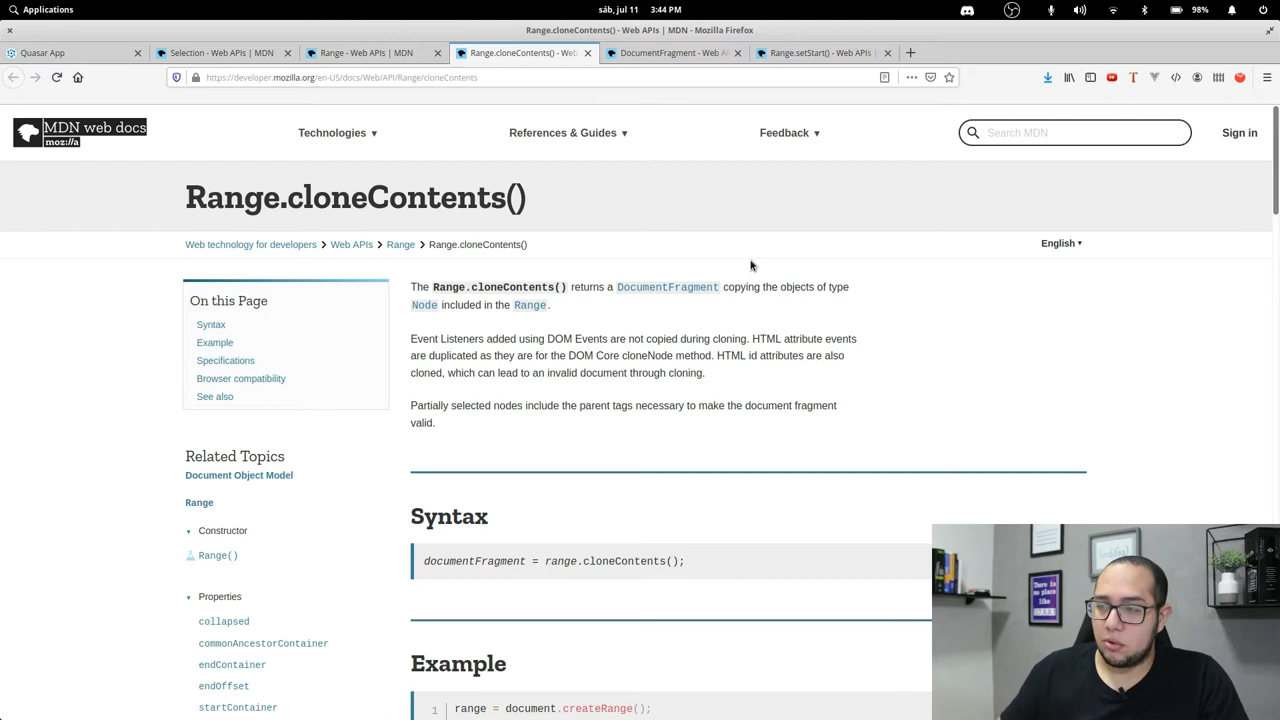 Applications
sáb, jul 11 3:44 PM
98%
Range.cloneContents() - Web APIs | MDN - Mozilla Firefox
Quasar App
Selection - Web APIs | MDN
Range - Web APIs | MDN
Range.cloneContents() - Web
DocumentFragment - Web AP
Range.setStart() - Web APIs |
https://developer.mozilla.org/en-US/docs/Web/API/Range/cloneContents
MDN web docs
moz://a
Technologies ▼
References & Guides ▼
Feedback ▼
Search MDN
Sign in
Range.cloneContents()
Web technology for developers
Web APIs
Range
Range.cloneContents()
English ▼
On this Page
Syntax
Example
Specifications
Browser compatibility
See also
The Range.cloneContents() returns a DocumentFragment copying the objects of type
Node included in the Range.
Event Listeners added using DOM Events are not copied during cloning. HTML attribute events
are duplicated as they are for the DOM Core cloneNode method. HTML id attributes are also
cloned, which can lead to an invalid document through cloning.
Partially selected nodes include the parent tags necessary to make the document fragment
valid.
Related Topics
Document Object Model
Range
Constructor
Range()
Properties
collapsed
commonAncestorContainer
endContainer
endOffset
startContainer
Syntax
documentFragment = range.cloneContents();
Example
1 range = document.createRange();
There is no
place
like